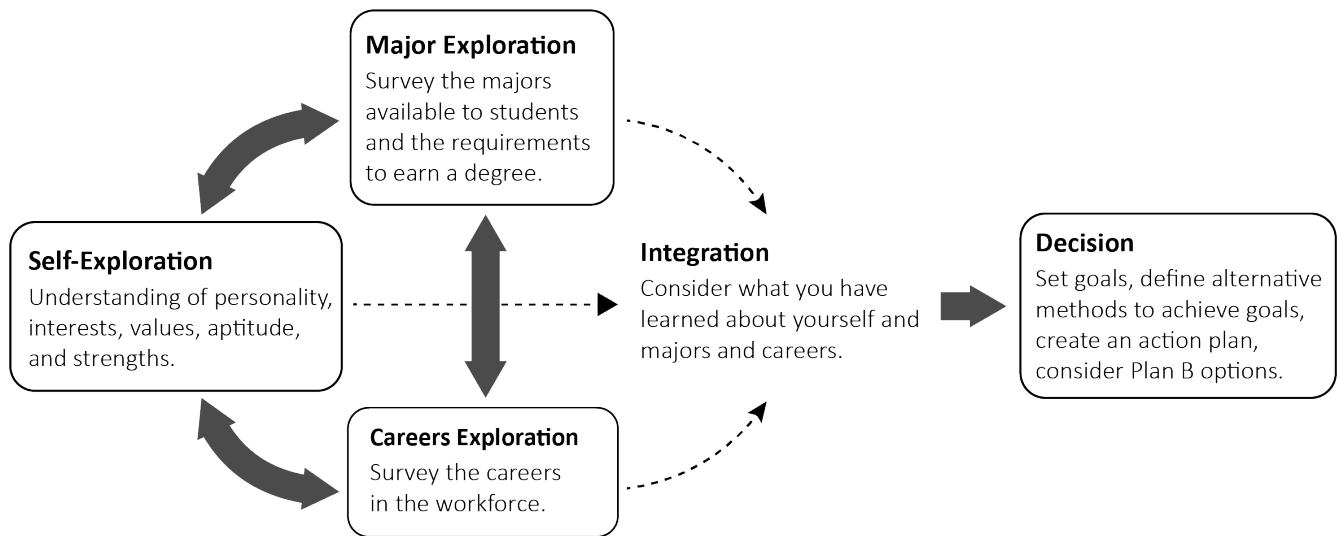 Major Exploration
Survey the majors
available to students
and the requirements
to earn a degree.
Self-Exploration
Understanding of personality,
interests, values, aptitude,
and strengths.
Careers Exploration
Survey the careers
in the workforce.
Integration
Consider what you have
learned about yourself and
majors and careers.
Decision
Set goals, define alternative
methods to achieve goals,
create an action plan,
consider Plan B options.